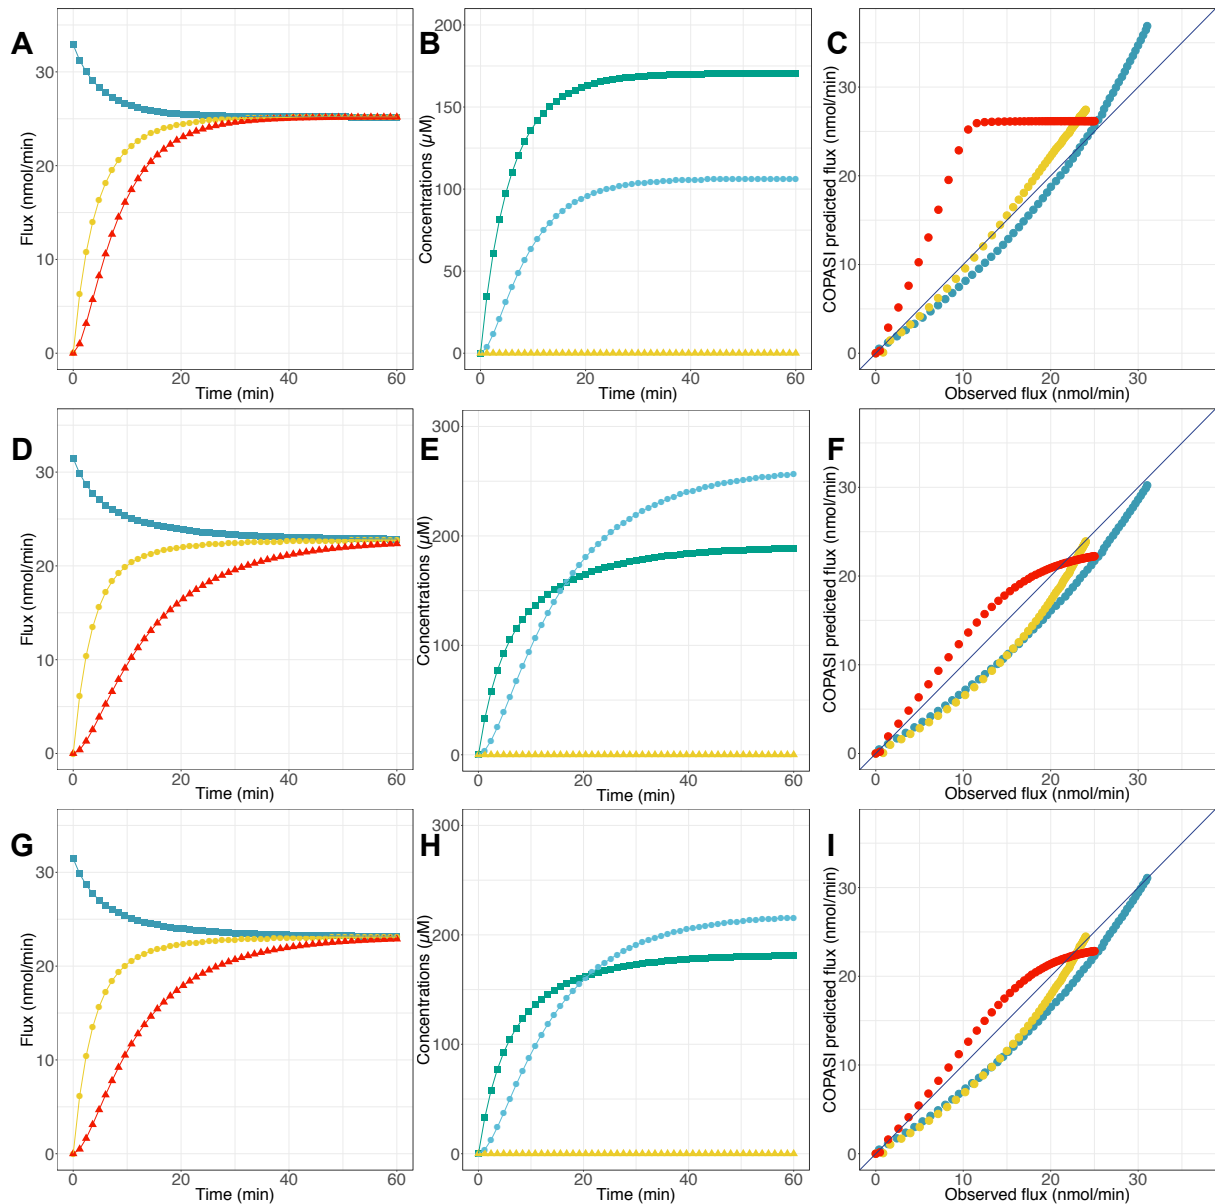 A
Flux (nmol/min)
30
20
10
0
0 20 40 60
Time (min)
B
Concentrations (µM)
200
150
100
50
0
0 20 40 60
Time (min)
C
COPASI predicted flux (nmol/min)
30
20
10
0
0 10 20 30
Observed flux (nmol/min)
D
Flux (nmol/min)
30
20
10
0
0 20 40 60
Time (min)
E
Concentrations (µM)
300
200
100
0
0 20 40 60
Time (min)
F
COPASI predicted flux (nmol/min)
30
20
10
0
0 10 20 30
Observed flux (nmol/min)
G
Flux (nmol/min)
30
20
10
0
0 20 40 60
Time (min)
H
Concentrations (µM)
300
200
100
0
0 20 40 60
Time (min)
I
COPASI predicted flux (nmol/min)
30
20
10
0
0 10 20 30
Observed flux (nmol/min)